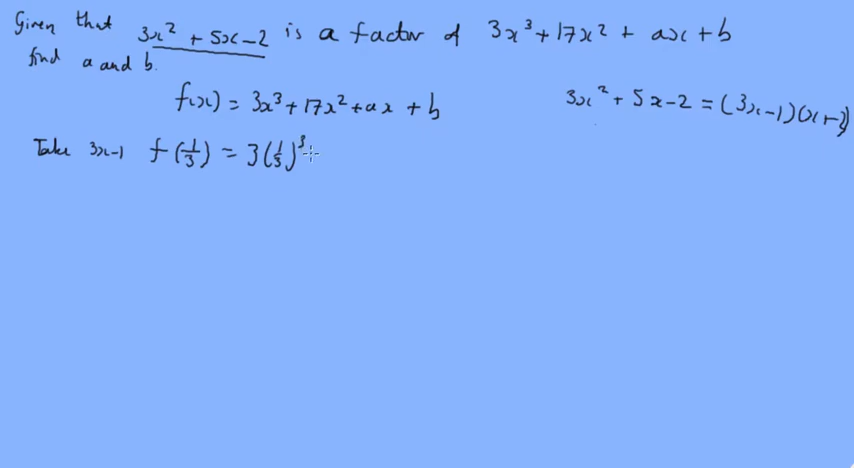 Given that 3x² + 5x - 2 is a factor of 3x³ + 17x² + ax + b
find a and b.
f(x) = 3x³ + 17x² + ax + b
3x² + 5x - 2 = (3x - 1)(x + 2)
Take 3x-1 f(1/3) = 3(1/3)³